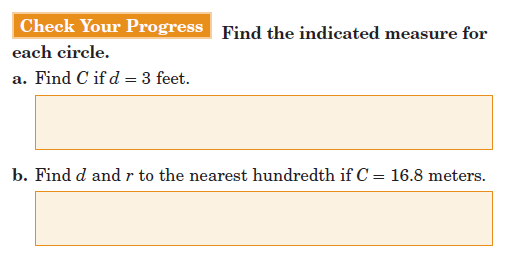 Check Your Progress Find the indicated measure for
each circle.
a. Find C if d = 3 feet.
b. Find d and r to the nearest hundredth if C = 16.8 meters.